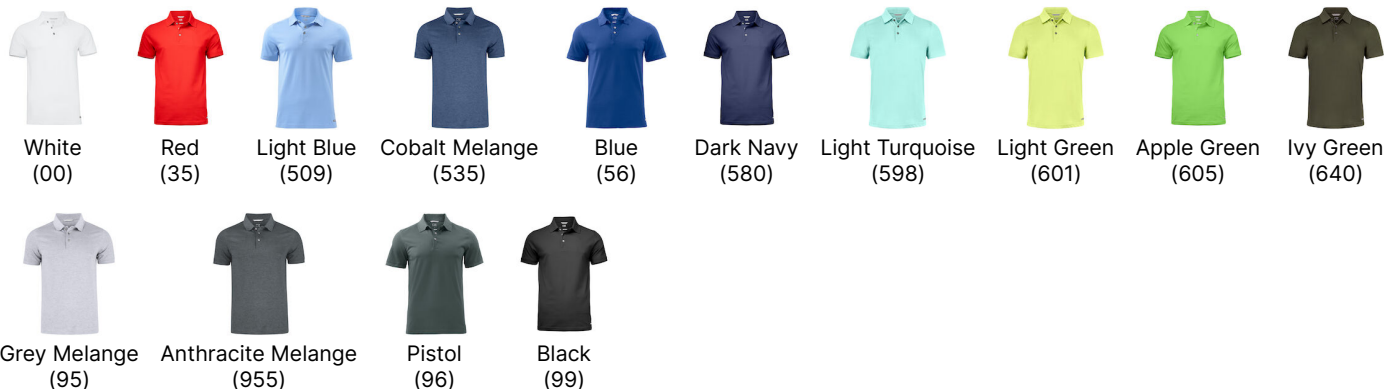 White
(00)
Red
(35)
Light Blue
(509)
Cobalt Melange
(535)
Blue
(56)
Dark Navy
(580)
Light Turquoise
(598)
Light Green
(601)
Apple Green
(605)
Ivy Green
(640)
Grey Melange
(95)
Anthracite Melange
(955)
Pistol
(96)
Black
(99)